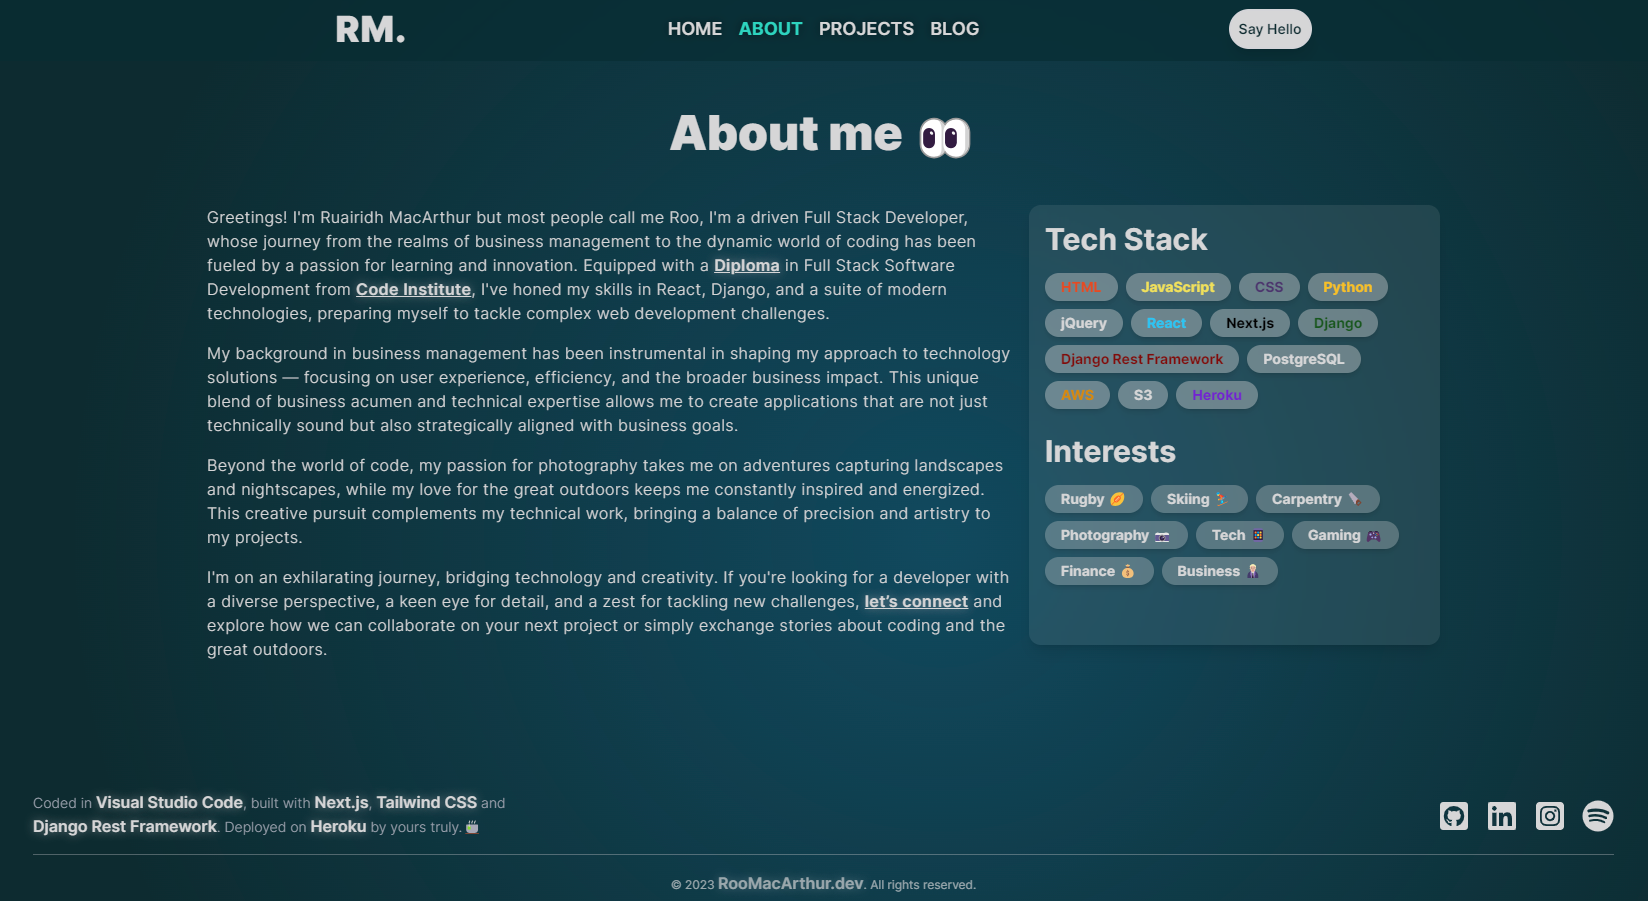 RM.
HOME ABOUT PROJECTS BLOG
Say Hello
About me 👀
Greetings! I'm Ruairidh MacArthur but most people call me Roo, I'm a driven Full Stack Developer,
whose journey from the realms of business management to the dynamic world of coding has been
fueled by a passion for learning and innovation. Equipped with a Diploma in Full Stack Software
Development from Code Institute, I've honed my skills in React, Django, and a suite of modern
technologies, preparing myself to tackle complex web development challenges.
My background in business management has been instrumental in shaping my approach to technology
solutions — focusing on user experience, efficiency, and the broader business impact. This unique
blend of business acumen and technical expertise allows me to create applications that are not just
technically sound but also strategically aligned with business goals.
Beyond the world of code, my passion for photography takes me on adventures capturing landscapes
and nightscapes, while my love for the great outdoors keeps me constantly inspired and energized.
This creative pursuit complements my technical work, bringing a balance of precision and artistry to
my projects.
I'm on an exhilarating journey, bridging technology and creativity. If you're looking for a developer with
a diverse perspective, a keen eye for detail, and a zest for tackling new challenges, let’s connect and
explore how we can collaborate on your next project or simply exchange stories about coding and the
great outdoors.
Tech Stack
HTML JavaScript CSS Python
jQuery React Next.js Django
Django Rest Framework PostgreSQL
AWS S3 Heroku
Interests
Rugby 🏉 Skiing ⛷️ Carpentry 🪚
Photography 📷 Tech 🎛️ Gaming 🎮
Finance 💰 Business 👨‍💼
Coded in Visual Studio Code, built with Next.js, Tailwind CSS and
Django Rest Framework. Deployed on Heroku by yours truly. 🍵
in
© 2023 RooMacArthur.dev. All rights reserved.